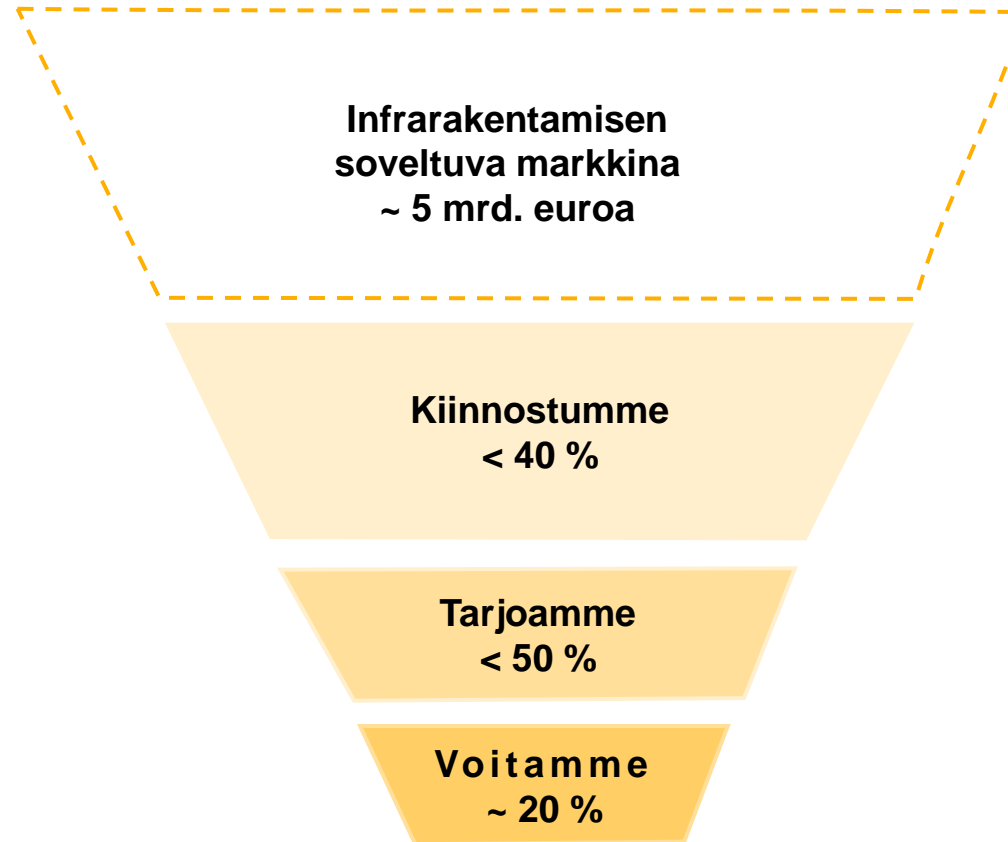 Infrarakentamisen
soveltuva markkina
~ 5 mrd. euroa
Kiinnostumme
< 40 %
Tarjoamme
< 50 %
Voitamme
~ 20 %